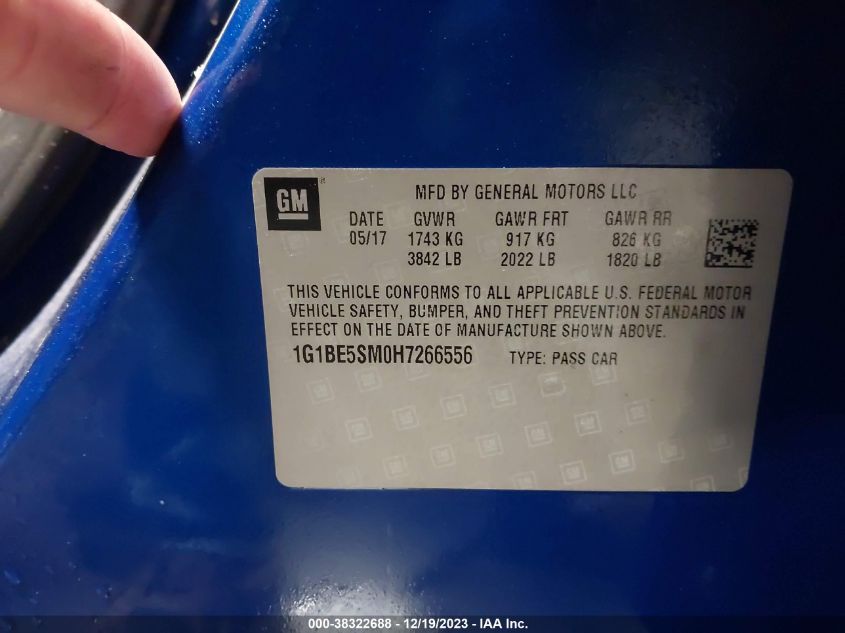 GM
MFD BY GENERAL MOTORS LLC
DATE GVWR GAWR FRT GAWR RR
05/17 1743 KG 917 KG 826 KG
3842 LB 2022 LB 1820 LB
THIS VEHICLE CONFORMS TO ALL APPLICABLE U.S. FEDERAL MOTOR
VEHICLE SAFETY, BUMPER, AND THEFT PREVENTION STANDARDS IN
EFFECT ON THE DATE OF MANUFACTURE SHOWN ABOVE.
1G1BE5SM0H7266556 TYPE: PASS CAR
000-38322688 - 12/19/2023 - IAA Inc.